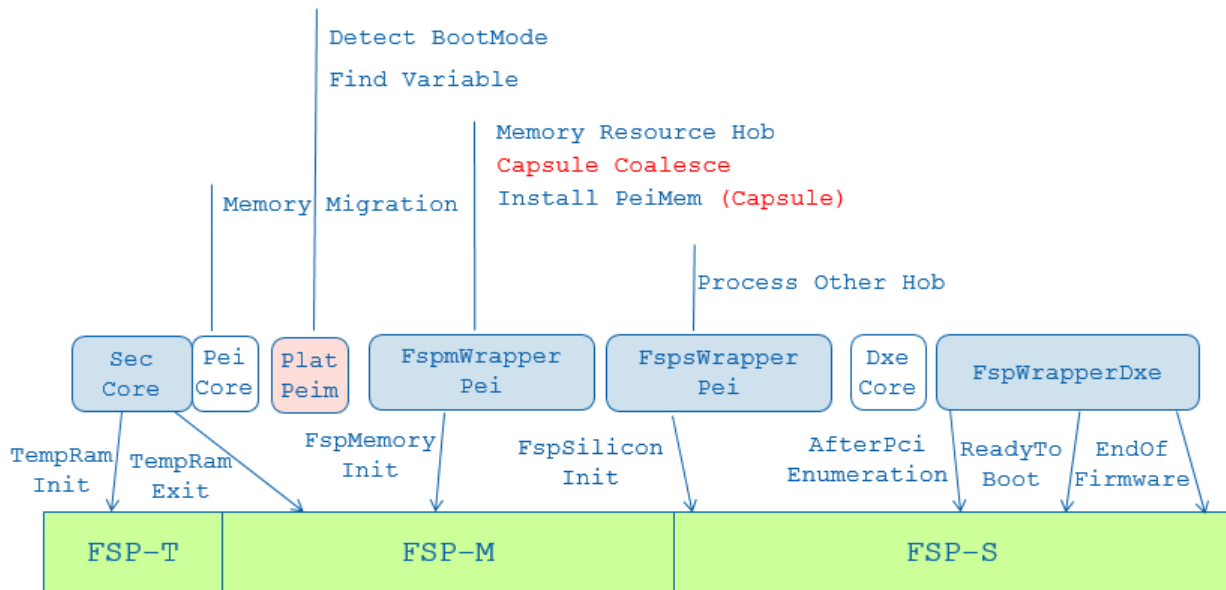 Detect BootMode
Find Variable
Memory Resource Hob
Capsule Coalesce
Install PeiMem (Capsule)
Memory Migration
Process Other Hob
Sec
Core
Pei
Core
Plat
Peim
FspmWrapper
Pei
FspsWrapper
Pei
Dxe
Core
FspWrapperDxe
TempRam
Init
TempRam
Exit
FspMemory
Init
FspSilicon
Init
AfterPci
Enumeration
ReadyTo
Boot
EndOf
Firmware
FSP-T
FSP-M
FSP-S